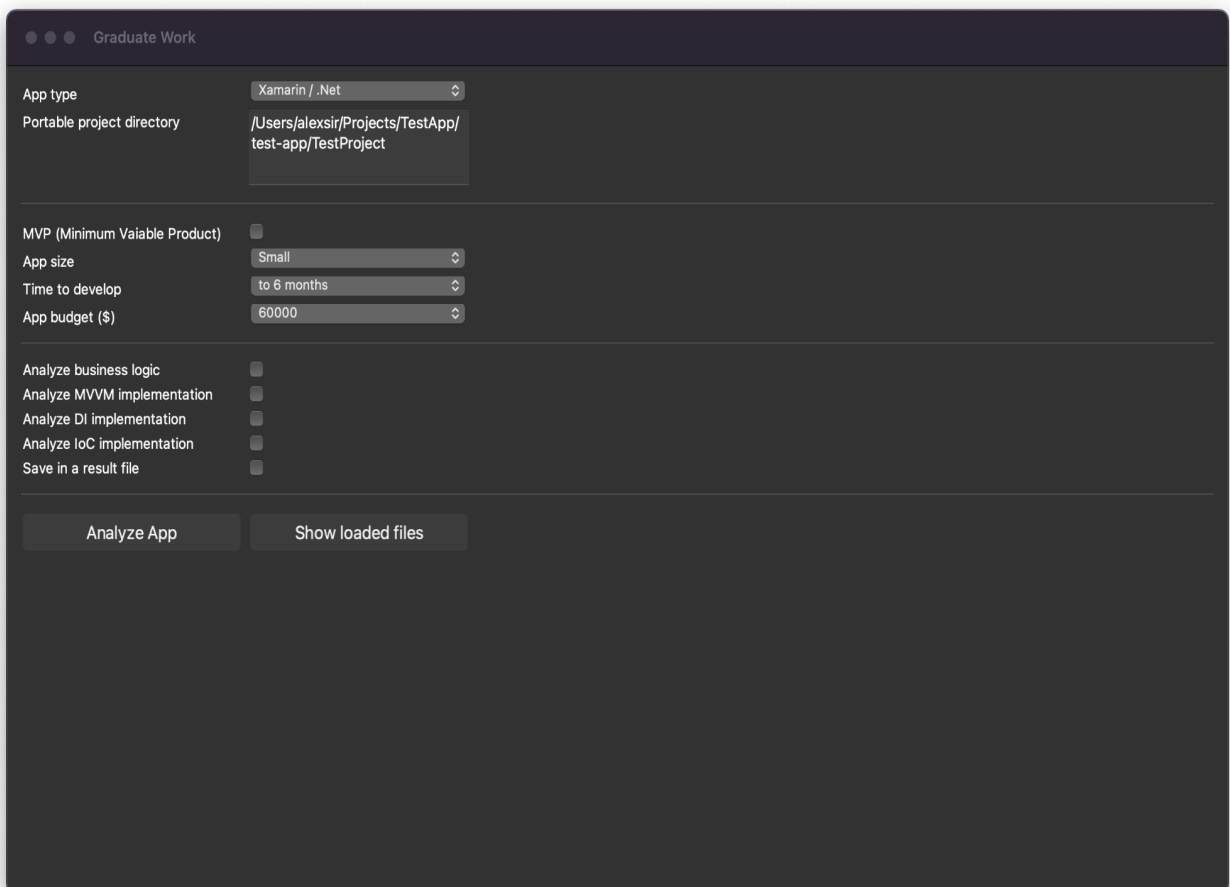 Graduate Work
App type
Xamarin / .Net
Portable project directory
/Users/alexsir/Projects/TestApp/
test-app/TestProject
MVP (Minimum Vaiable Product)
App size
Small
Time to develop
to 6 months
App budget ($)
60000
Analyze business logic
Analyze MVVM implementation
Analyze DI implementation
Analyze IoC implementation
Save in a result file
Analyze App
Show loaded files